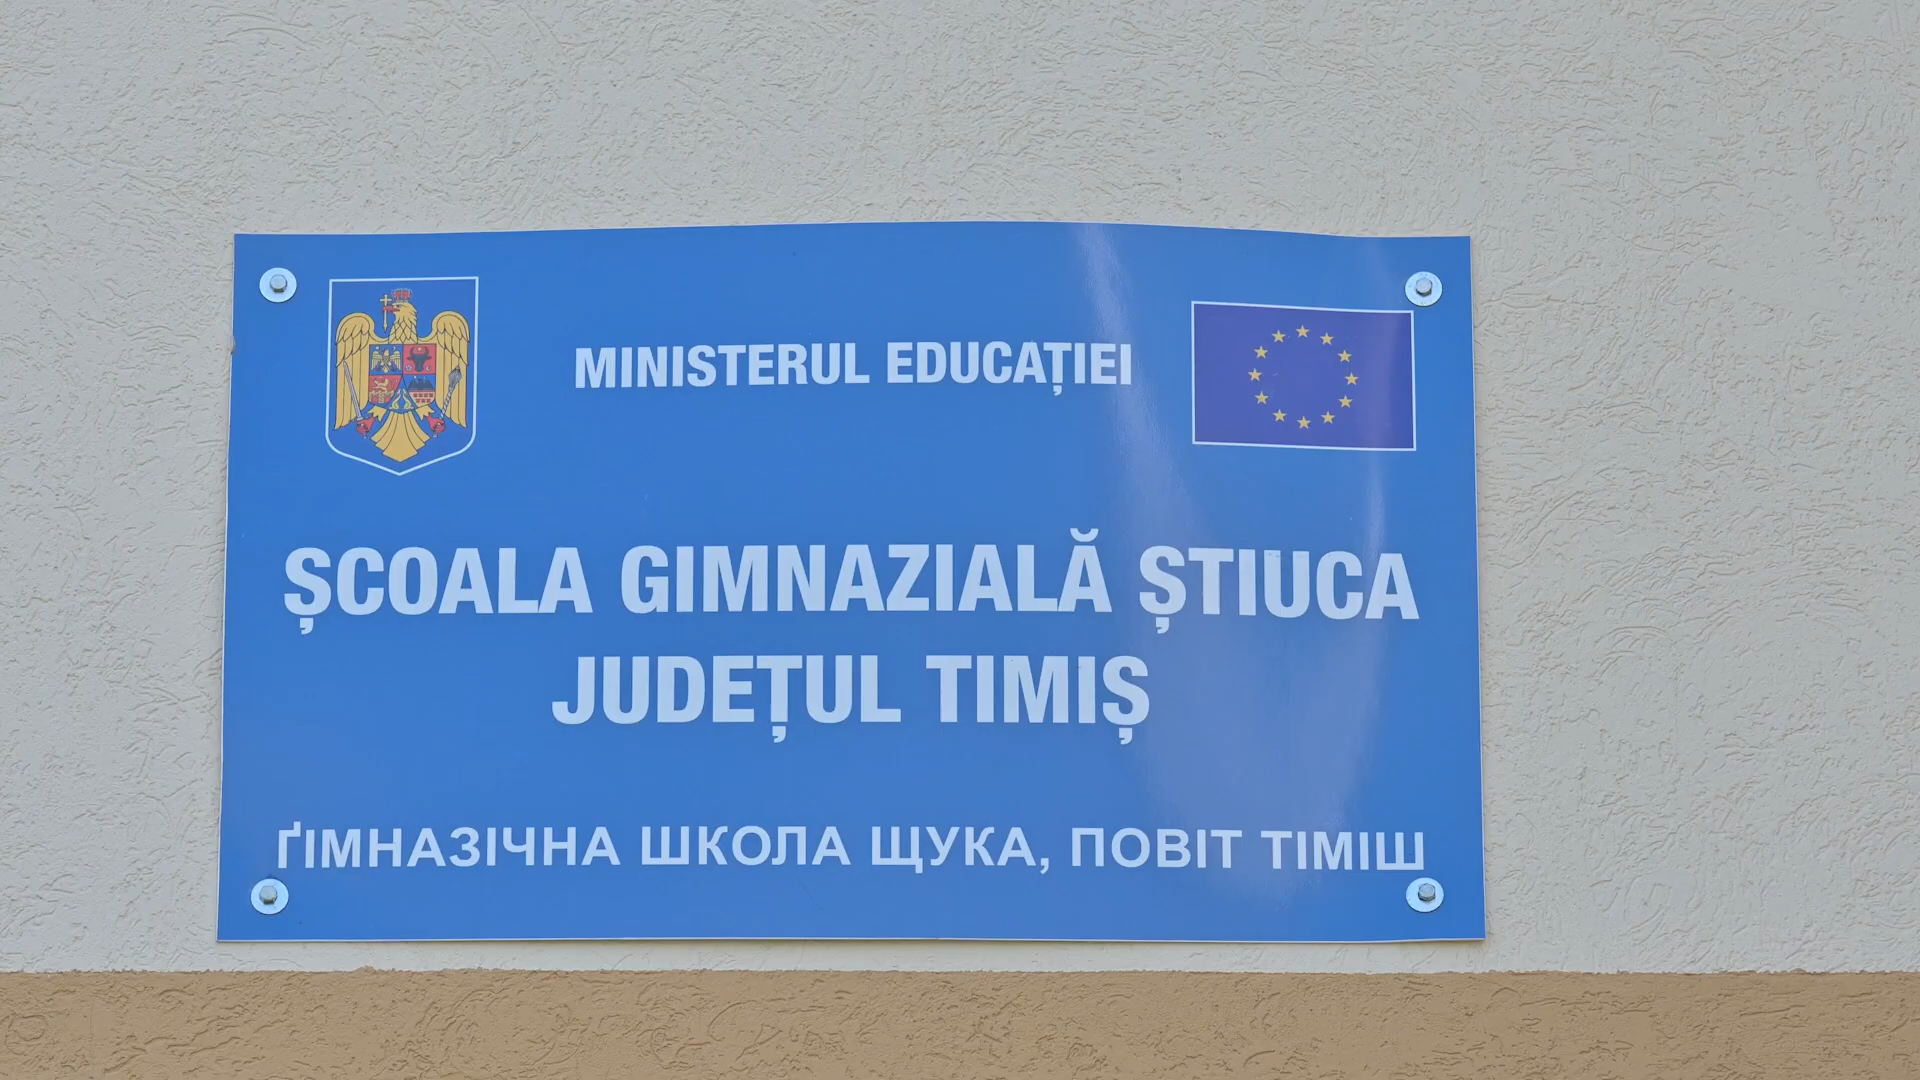 MINISTERUL EDUCAȚIEI
ȘCOALA GIMNAZIALĂ ȘTIUCA
JUDEȚUL TIMIȘ
ҐІМНАЗІЧНА ШКОЛА ЩУКА, ПОВІТ ТІМІШ